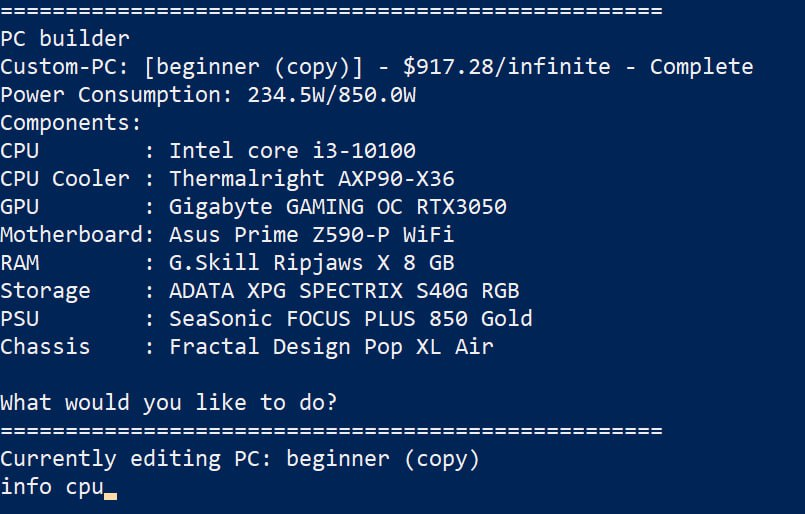 ===================================================
PC builder
Custom-PC: [beginner (copy)] - $917.28/infinite - Complete
Power Consumption: 234.5W/850.0W
Components:
CPU        : Intel core i3-10100
CPU Cooler : Thermalright AXP90-X36
GPU        : Gigabyte GAMING OC RTX3050
Motherboard: Asus Prime Z590-P WiFi
RAM        : G.Skill Ripjaws X 8 GB
Storage    : ADATA XPG SPECTRIX S40G RGB
PSU        : SeaSonic FOCUS PLUS 850 Gold
Chassis    : Fractal Design Pop XL Air

What would you like to do?
===================================================
Currently editing PC: beginner (copy)
info cpu